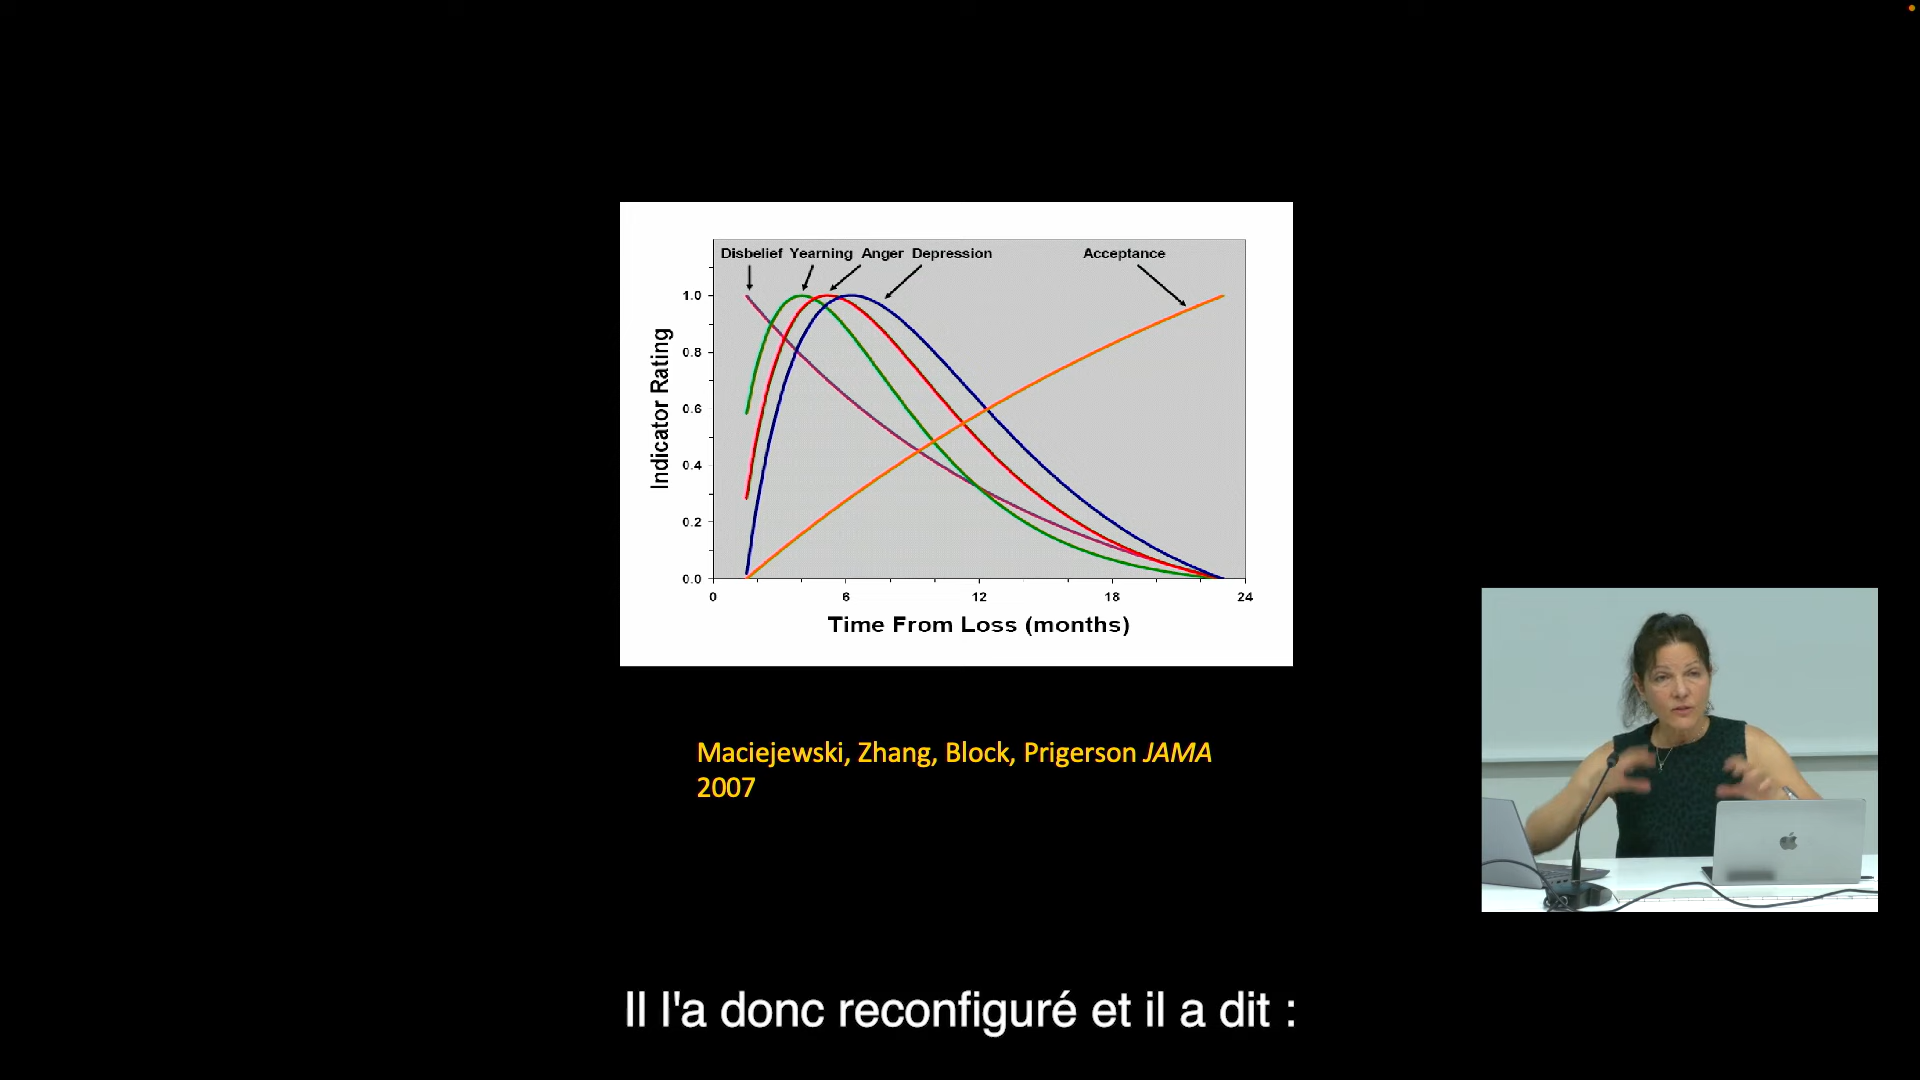 Disbelief Yearning Anger Depression Acceptance
1.0
0.8
0.6
0.4
0.2
0.0
Indicator Rating
0 6 12 18 24
Time From Loss (months)
Maciejewski, Zhang, Block, Prigerson JAMA
2007
Il l'a donc reconfiguré et il a dit :